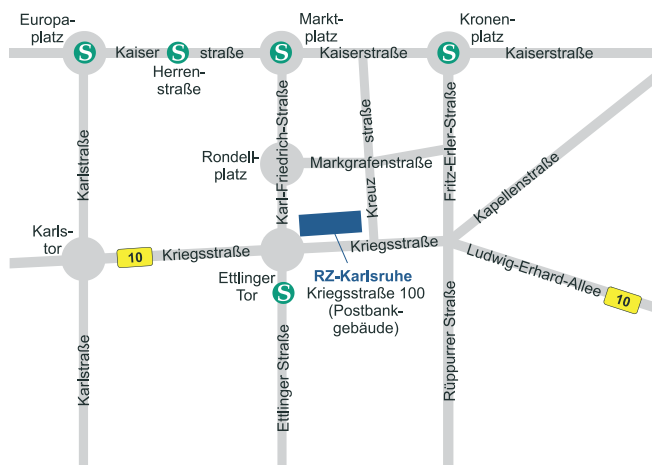 Europa-
platz
Markt-
platz
Kronen-
platz
S
Kaiser
S
straße
S
Kaiserstraße
S
Kaiserstraße
Herren-
straße
Karlstraße
Karl-Friedrich-Straße
straße
Kreuz
Fritz-Erler-Straße
Rondell-
platz
Markgrafenstraße
Kapellenstraße
Karls-
tor
10
Kriegsstraße
Kriegsstraße
Ludwig-Erhard-Allee
10
Ettlinger
Tor
S
RZ-Karlsruhe
Kriegsstraße 100
(Postbank-
gebäude)
Karlstraße
Ettlinger Straße
Rüppurrer Straße